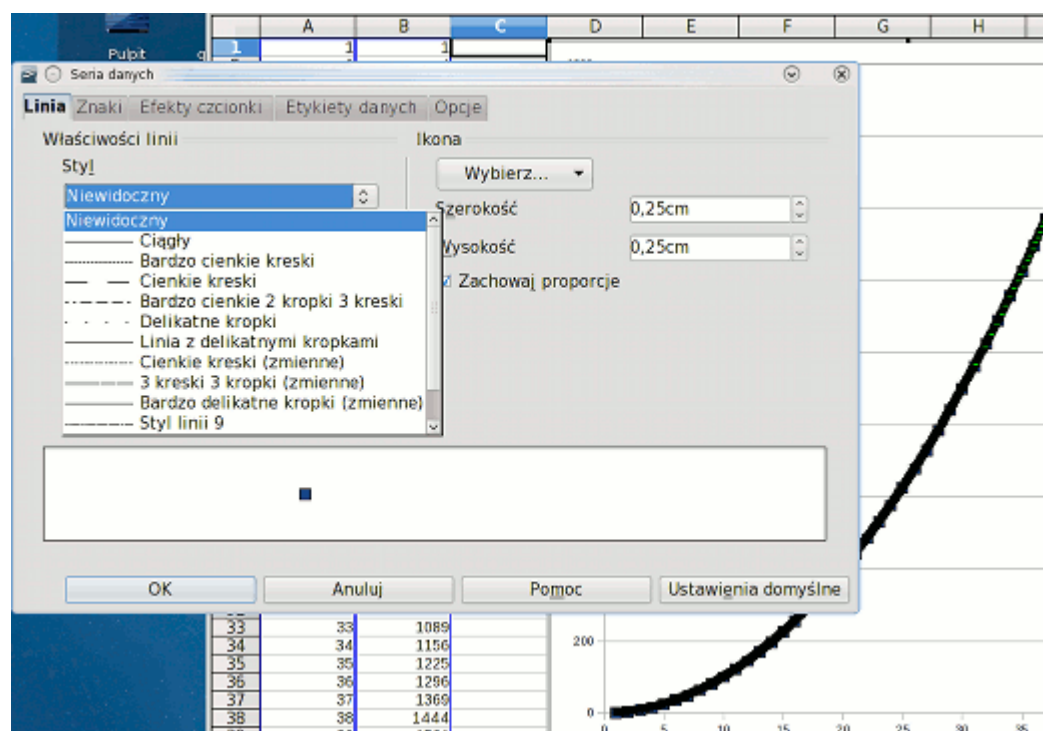 A B C D E F G H
Pulpit
1 1 1
Seria danych
Linia Znaki Efekty czcionki Etykiety danych Opcje
Właściwości linii Ikona
Styl
Wybierz...
Niewidoczny
Szerokość 0,25cm
Niewidoczny
Ciągły
Wysokość 0,25cm
Bardzo cienkie kreski
Cienkie kreski
Zachowaj proporcje
Bardzo cienkie 2 kropki 3 kreski
Delikatne kropki
Linia z delikatnymi kropkami
Cienkie kreski (zmienne)
3 kreski 3 kropki (zmienne)
Bardzo delikatne kropki (zmienne)
Styl linii 9
OK Anuluj Pomoc Ustawienia domyślne
33 33 1089
34 34 1156
200
35 35 1225
36 36 1296
37 37 1369
38 38 1444
0
0 5 10 15 20 25 30 35